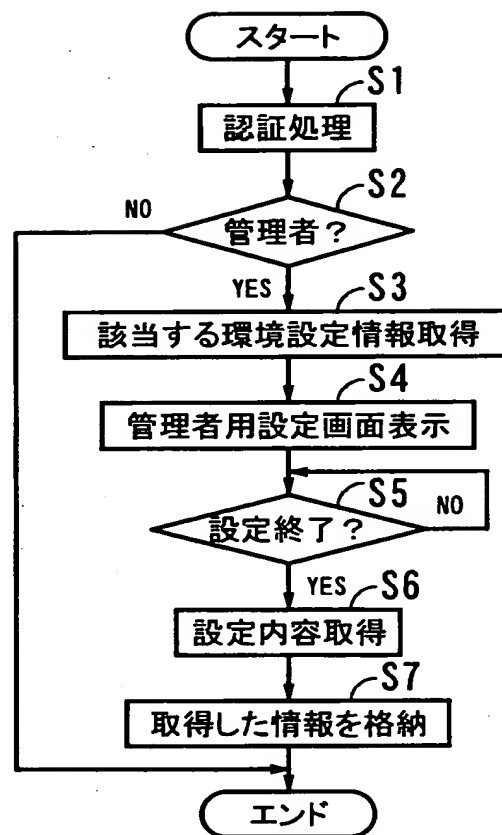 スタート
S1
認証処理
S2
NO
管理者？
YES
S3
該当する環境設定情報取得
S4
管理者用設定画面表示
S5
NO
設定終了？
YES
S6
設定内容取得
S7
取得した情報を格納
エンド